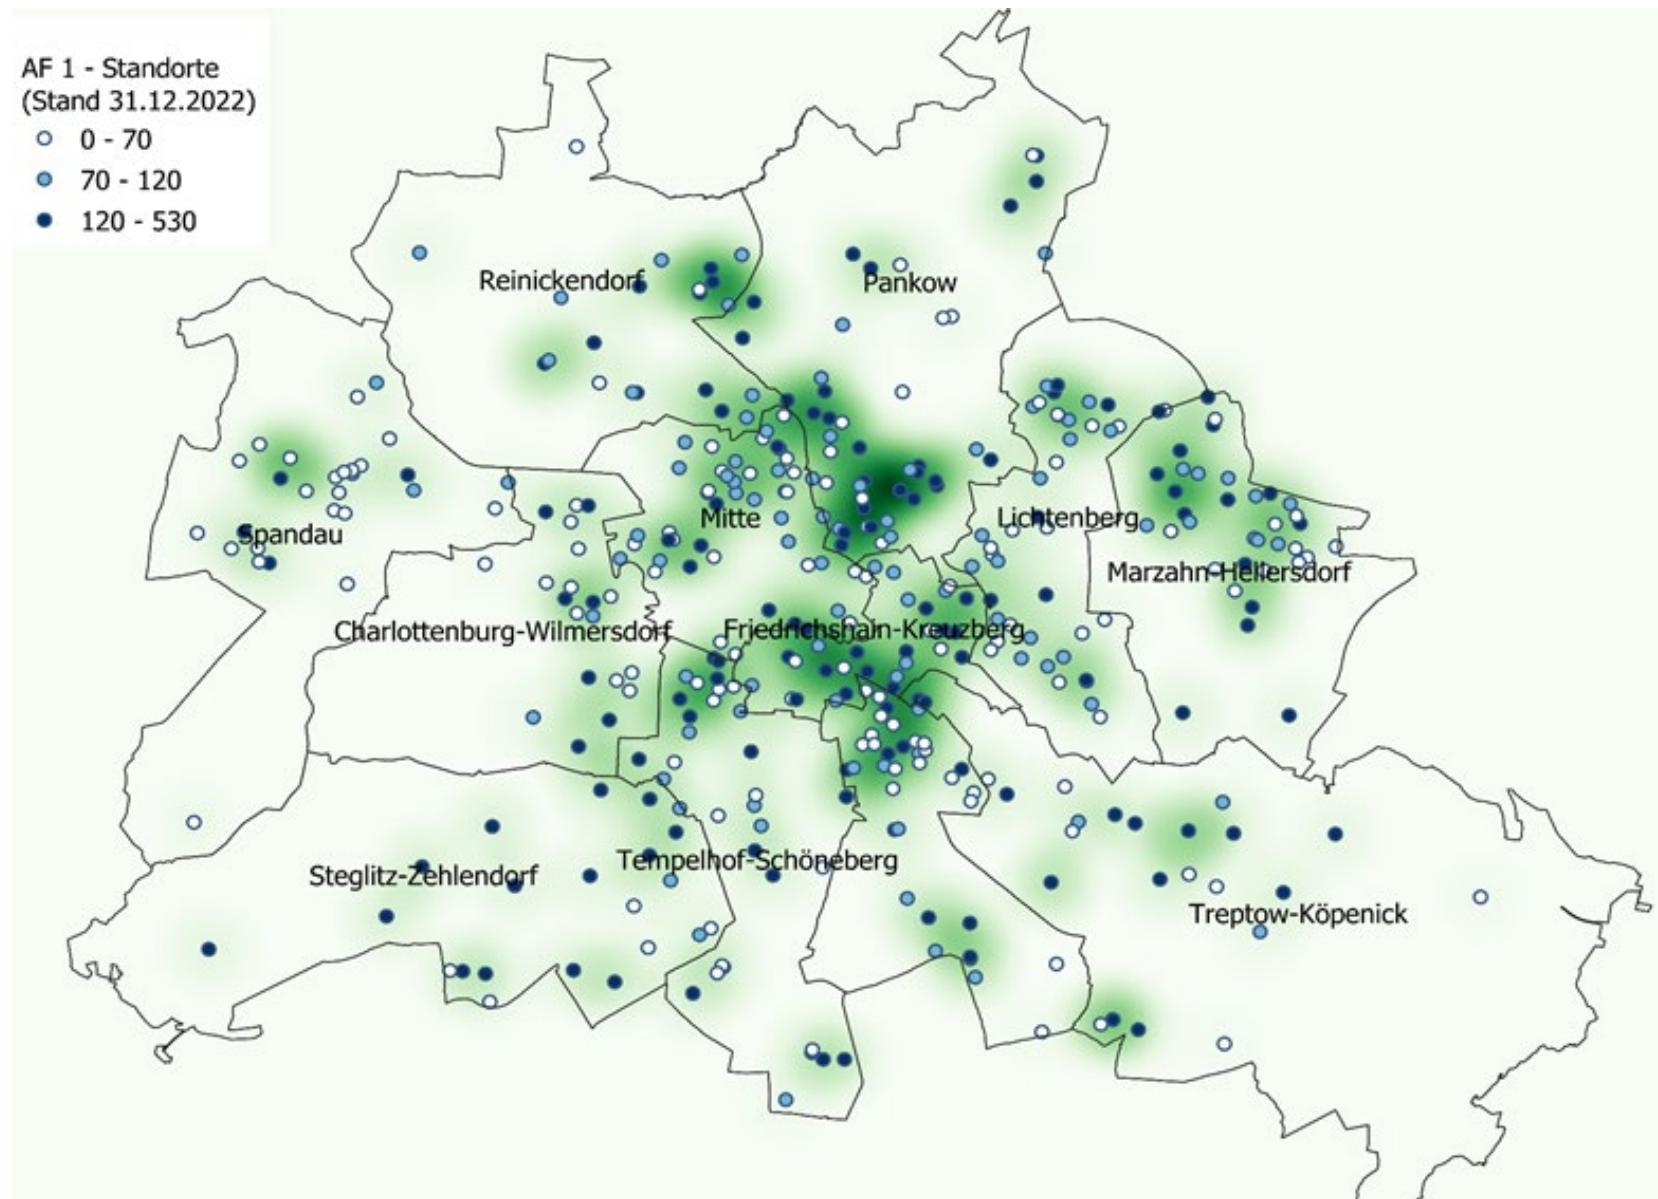 AF 1 - Standorte
(Stand 31.12.2022)
0 - 70
70 - 120
120 - 530
Reinickendorf
Pankow
Mitte
Lichtenberg
Spandau
Marzahn-Hellersdorf
Charlottenburg-Wilmersdorf
Friedrichshain-Kreuzberg
Tempelhof-Schöneberg
Steglitz-Zehlendorf
Treptow-Köpenick